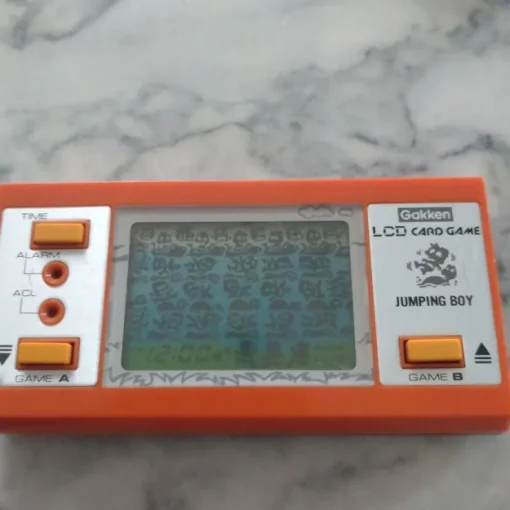 TIME
ALARM
ACL
GAME A
Gakken
LCD CARD GAME
JUMPING BOY
GAME B